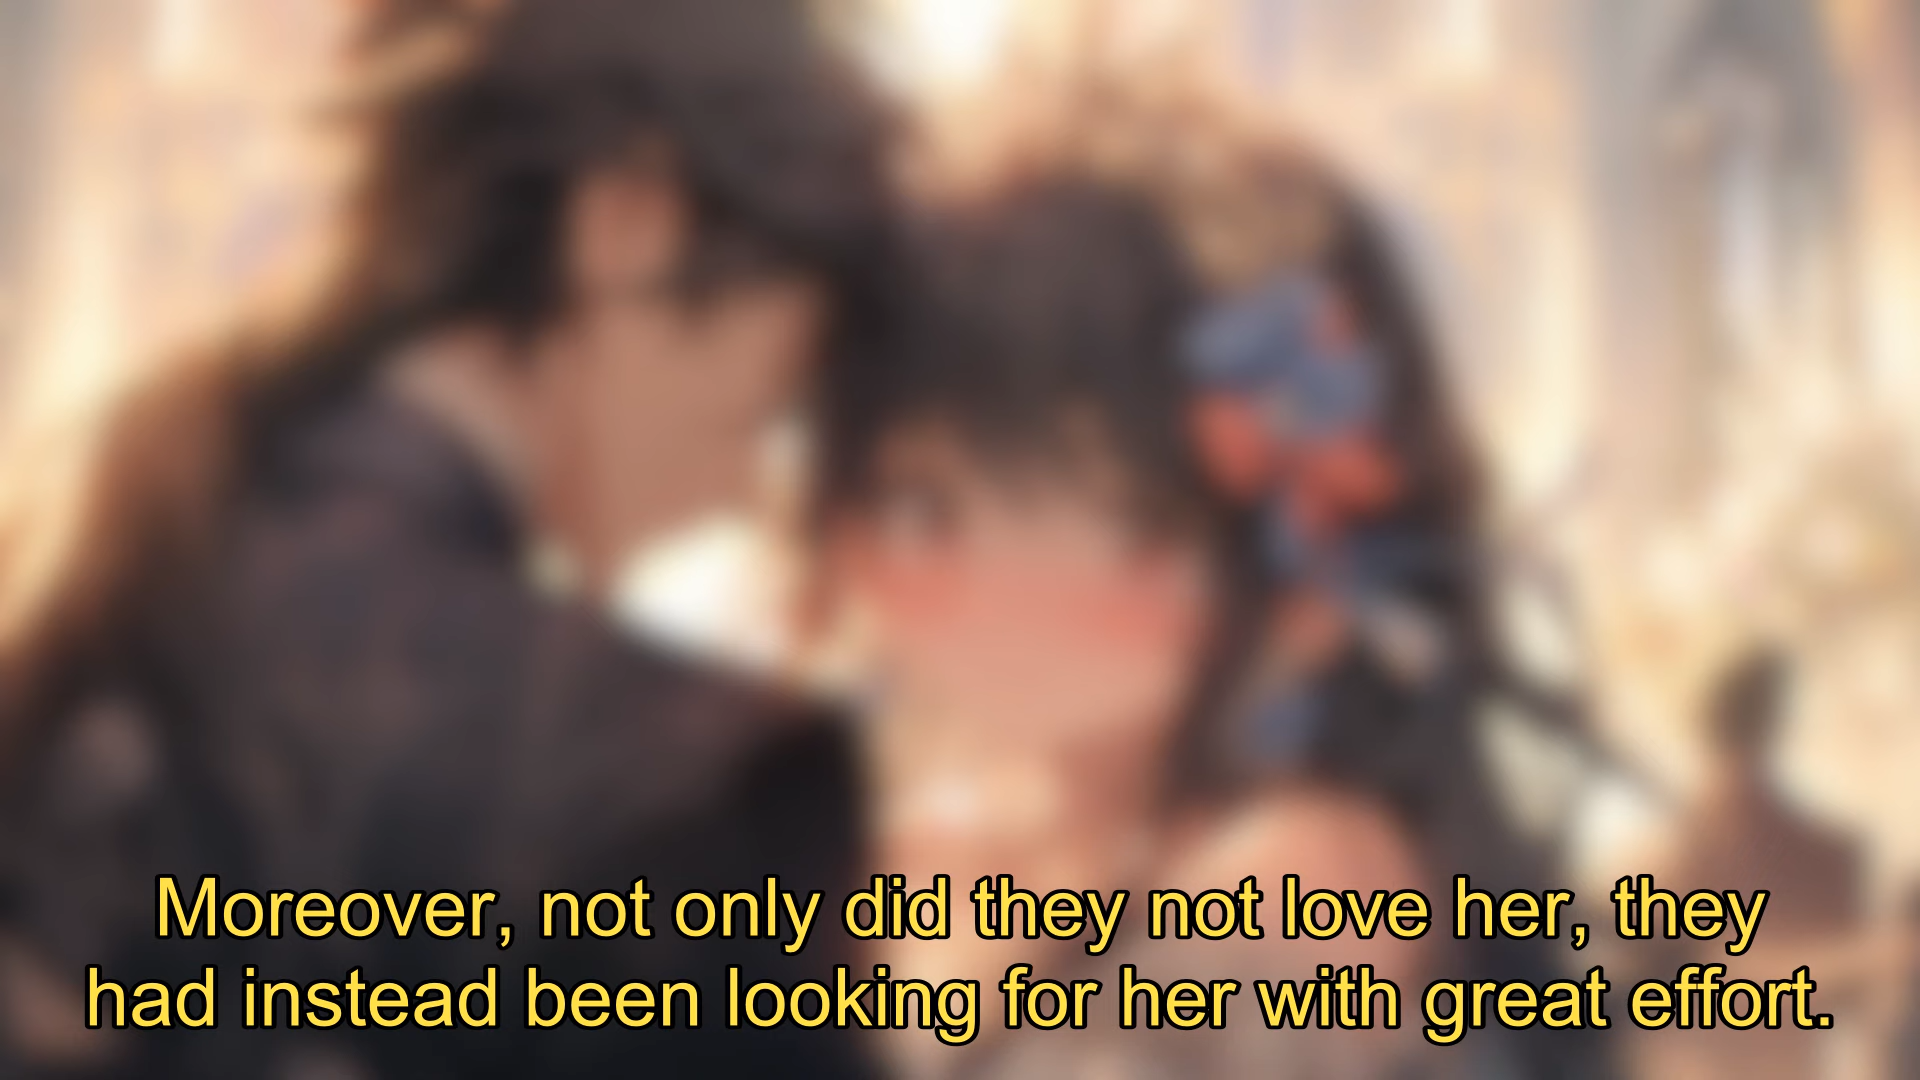 Moreover, not only did they not love her, they
had instead been looking for her with great effort.